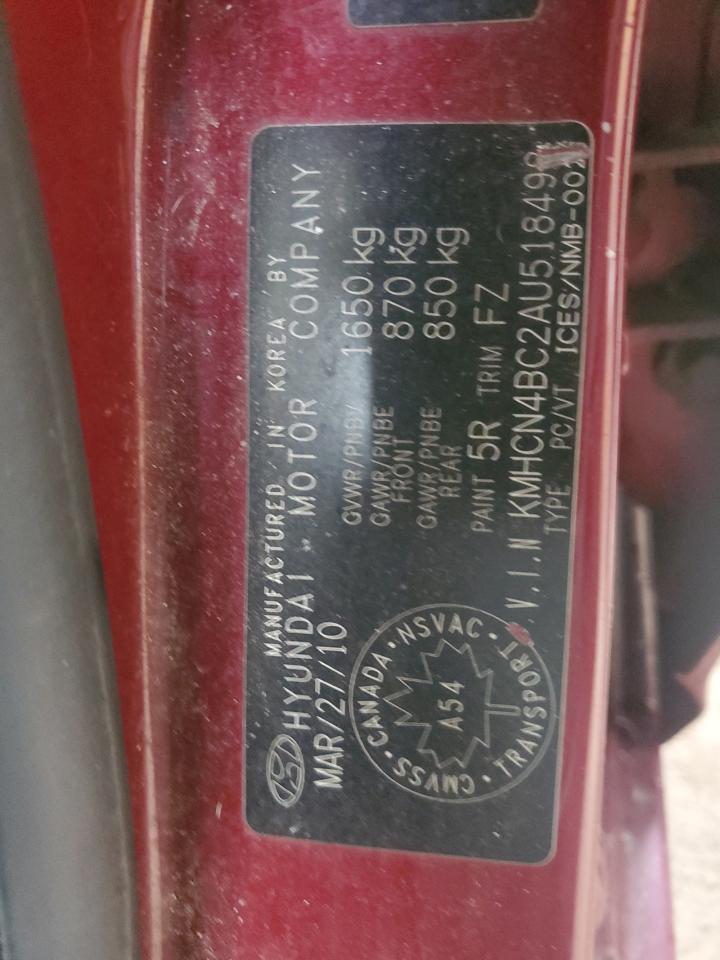 MANUFACTURED IN KOREA BY
HYUNDAI MOTOR COMPANY
MAR/27/10
GVWR/PNBV 1650 kg
GAWR/PNBE FRONT 870 kg
GAWR/PNBE REAR 850 kg
PAINT 5R TRIM FZ
V.I.N KMHCN4BC2AU518498
TYPE PC/VT ICES/NMB-002
CANADA · NSVAC · TRANSPORT · CMVSS ·
A54